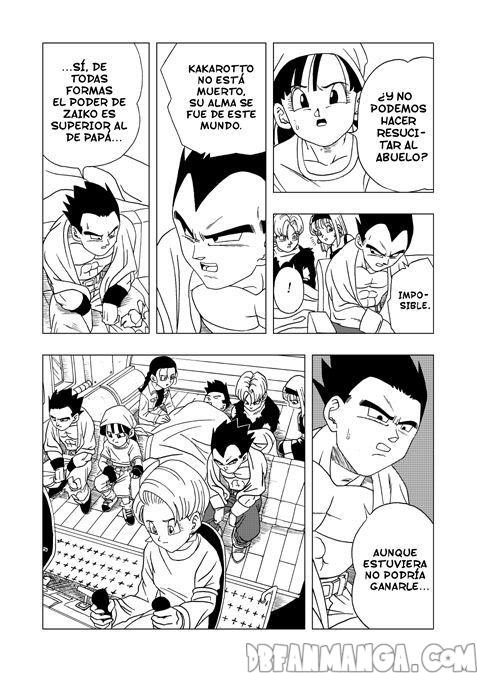 ¿Y NO
PODEMOS
HACER
RESUCI-
TAR AL
ABUELO?
IMPO-
SIBLE.
!
KAKAROTTO
NO ESTÁ
MUERTO,
SU ALMA SE
FUE DE ESTE
MUNDO.
...SÍ, DE
TODAS
FORMAS
EL PODER DE
ZAIKO ES
SUPERIOR AL
DE PAPÁ...
AUNQUE
ESTUVIERA
NO PODRÍA
GANARLE...
DBFANMANGA.COM